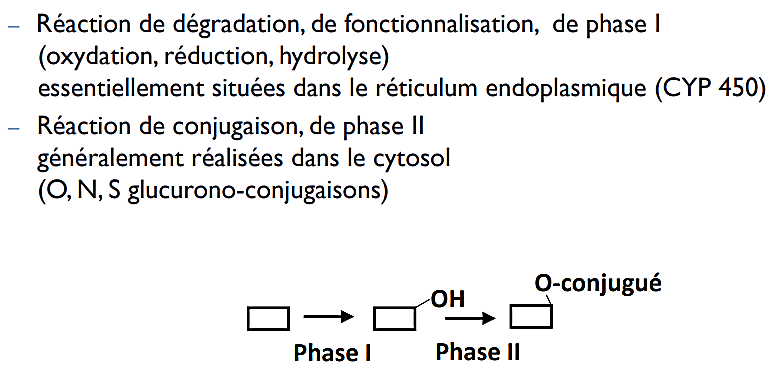 – Réaction de dégradation, de fonctionnalisation, de phase I
(oxydation, réduction, hydrolyse)
essentiellement situées dans le réticulum endoplasmique (CYP 450)
– Réaction de conjugaison, de phase II
généralement réalisées dans le cytosol
(O, N, S glucurono-conjugaisons)
O-conjugué
OH
Phase I
Phase II